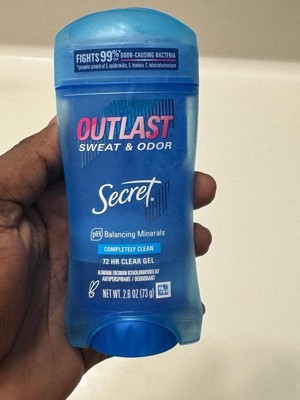 FIGHTS 99%* OF ODOR-CAUSING BACTERIA
OUTLAST
SWEAT & ODOR
Secret
pH Balancing Minerals
COMPLETELY CLEAN
72 HR CLEAR GEL
ANTIPERSPIRANT / DEODORANT
NET WT. 2.6 OZ (73 g)